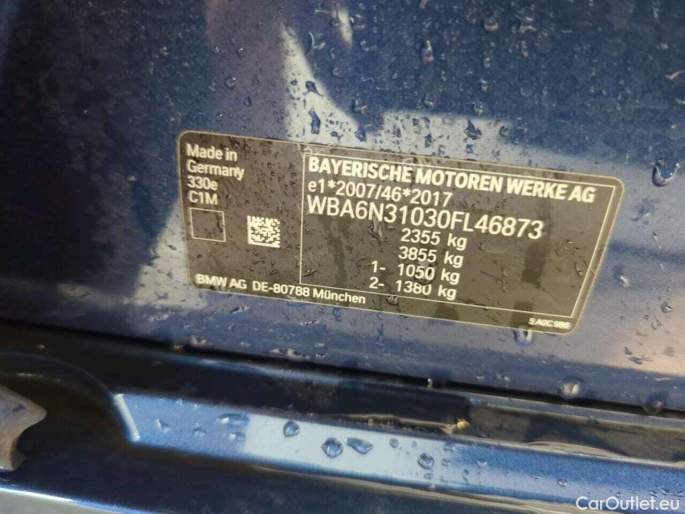 Made in
Germany
330e
C1M
BMW AG DE-80788 München
BAYERISCHE MOTOREN WERKE AG
e1*2007/46*2017
WBA6N31030FL46873
2355 kg
3855 kg
1- 1050 kg
2- 1380 kg
CarOutlet.eu